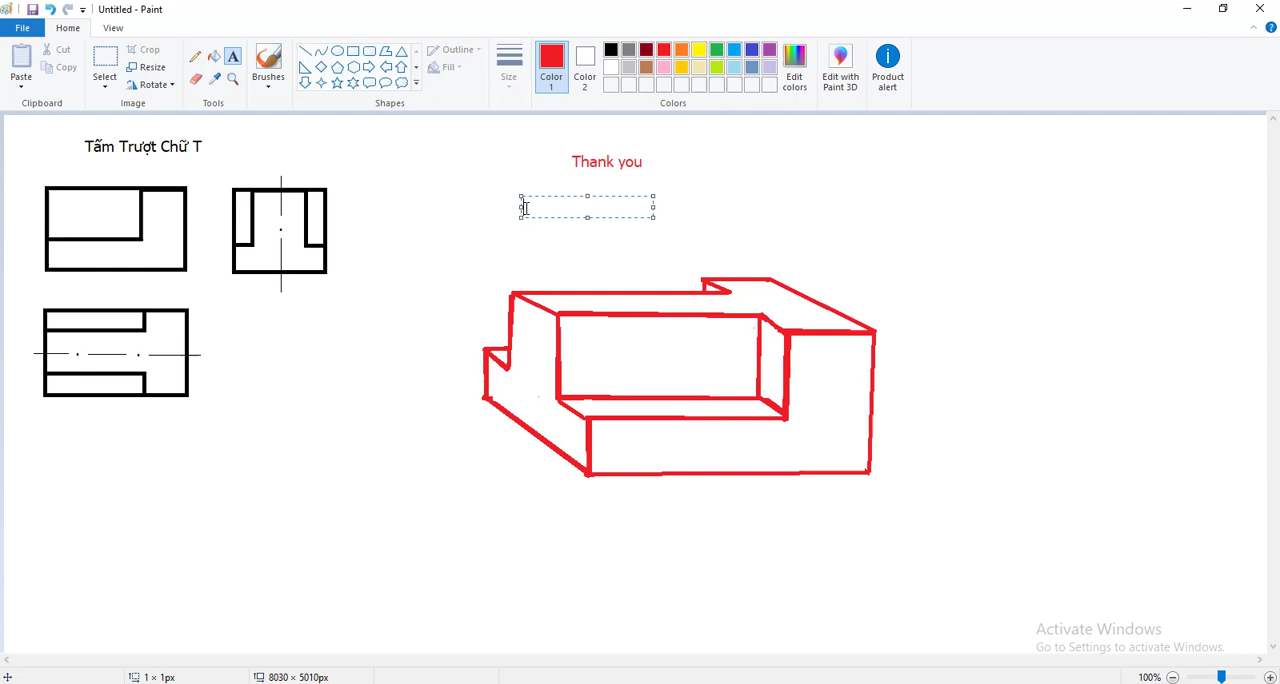 Untitled - Paint
File
Home
View
Paste
Cut
Copy
Clipboard
Select
Crop
Resize
Rotate
Image
A
Tools
Brushes
Shapes
Outline
Fill
Size
Color 1
Color 2
Edit colors
Colors
Edit with Paint 3D
Product alert
Tấm Trượt Chữ T
Thank you
Activate Windows
Go to Settings to activate Windows.
1 × 1px
8030 × 5010px
100%